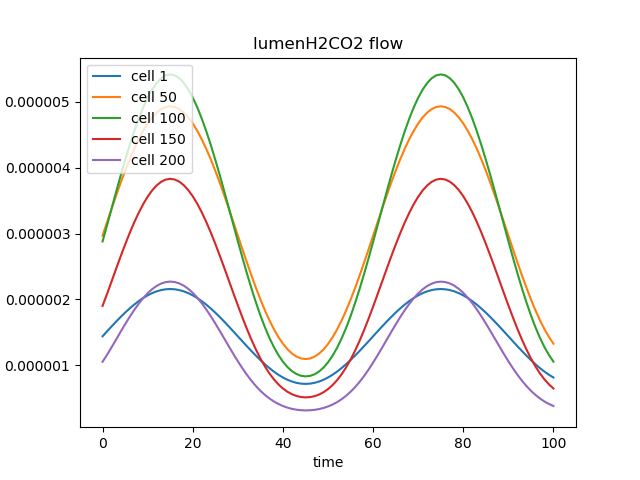 lumenH2CO2 flow
cell 1
cell 50
cell 100
cell 150
cell 200
0.000005
0.000004
0.000003
0.000002
0.000001
0 20 40 60 80 100
time